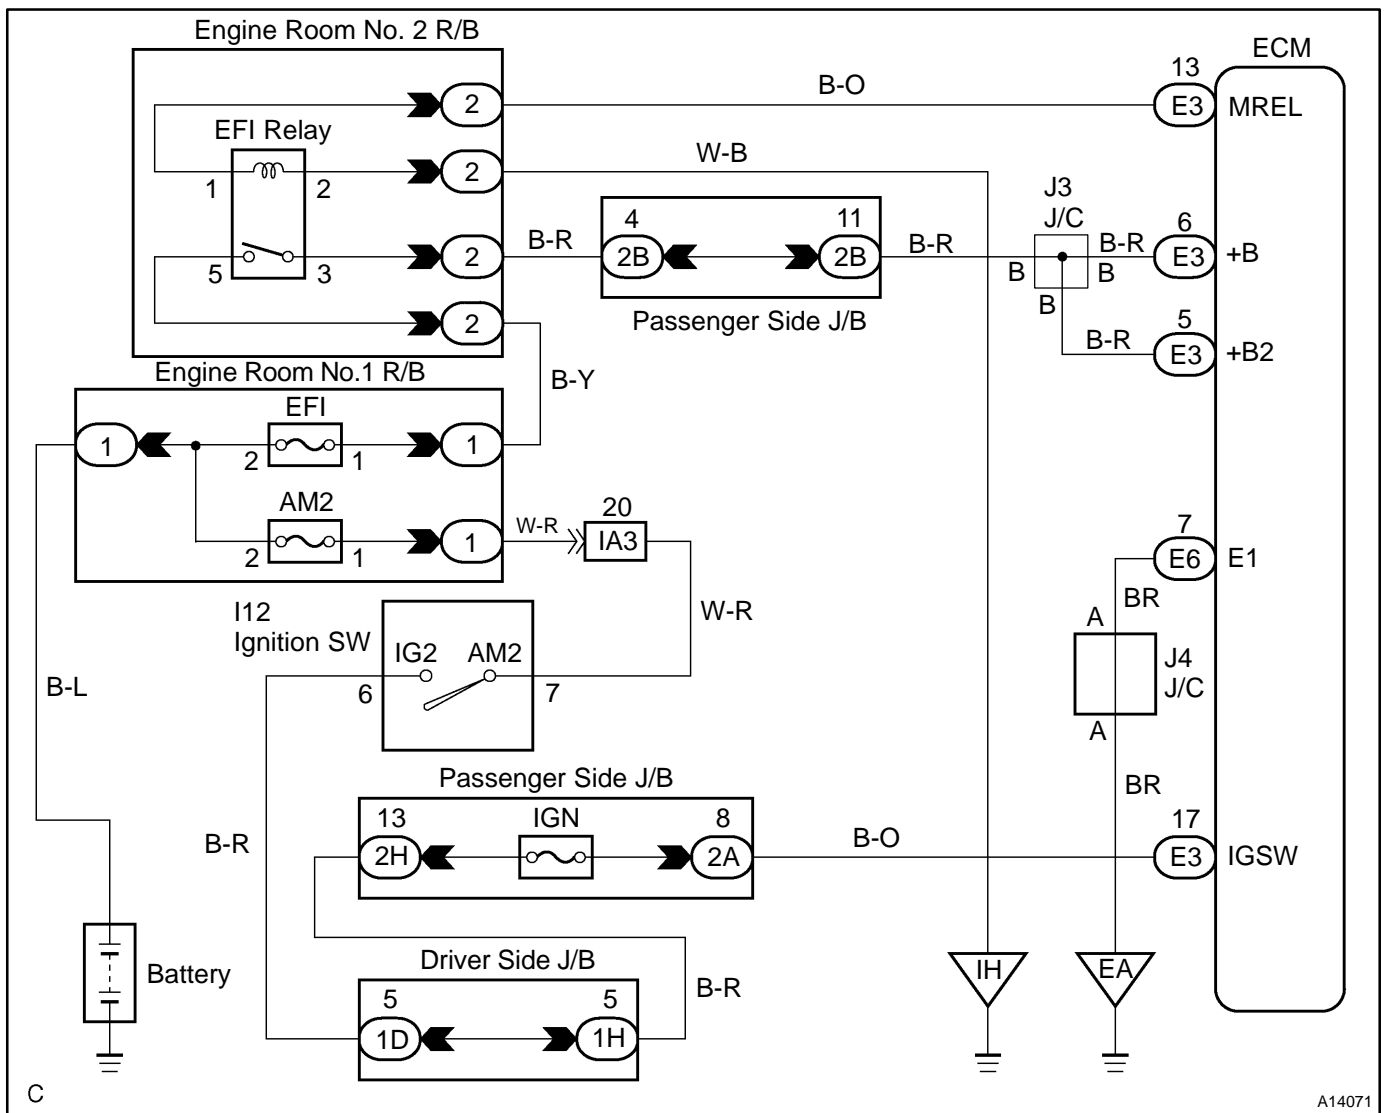 Engine Room No. 2 R/B
ECM
13
2
B-O
E3
MREL
EFI Relay
W-B
2
1
2
J3
J/C
4
11
6
B-R
2B
2B
B-R
B-R
E3
+B
2
5
3
B
B
B
5
2
Passenger Side J/B
B-R
E3
+B2
Engine Room No.1 R/B
B-Y
EFI
1
2
1
1
AM2
20
W-R
IA3
2
1
1
7
E6
E1
BR
I12
Ignition SW
W-R
A
IG2
AM2
J4
J/C
B-L
6
7
A
Passenger Side J/B
BR
13
IGN
8
17
B-R
2H
2A
B-O
E3
IGSW
Driver Side J/B
IH
EA
Battery
B-R
5
5
1D
1H
C
A14071